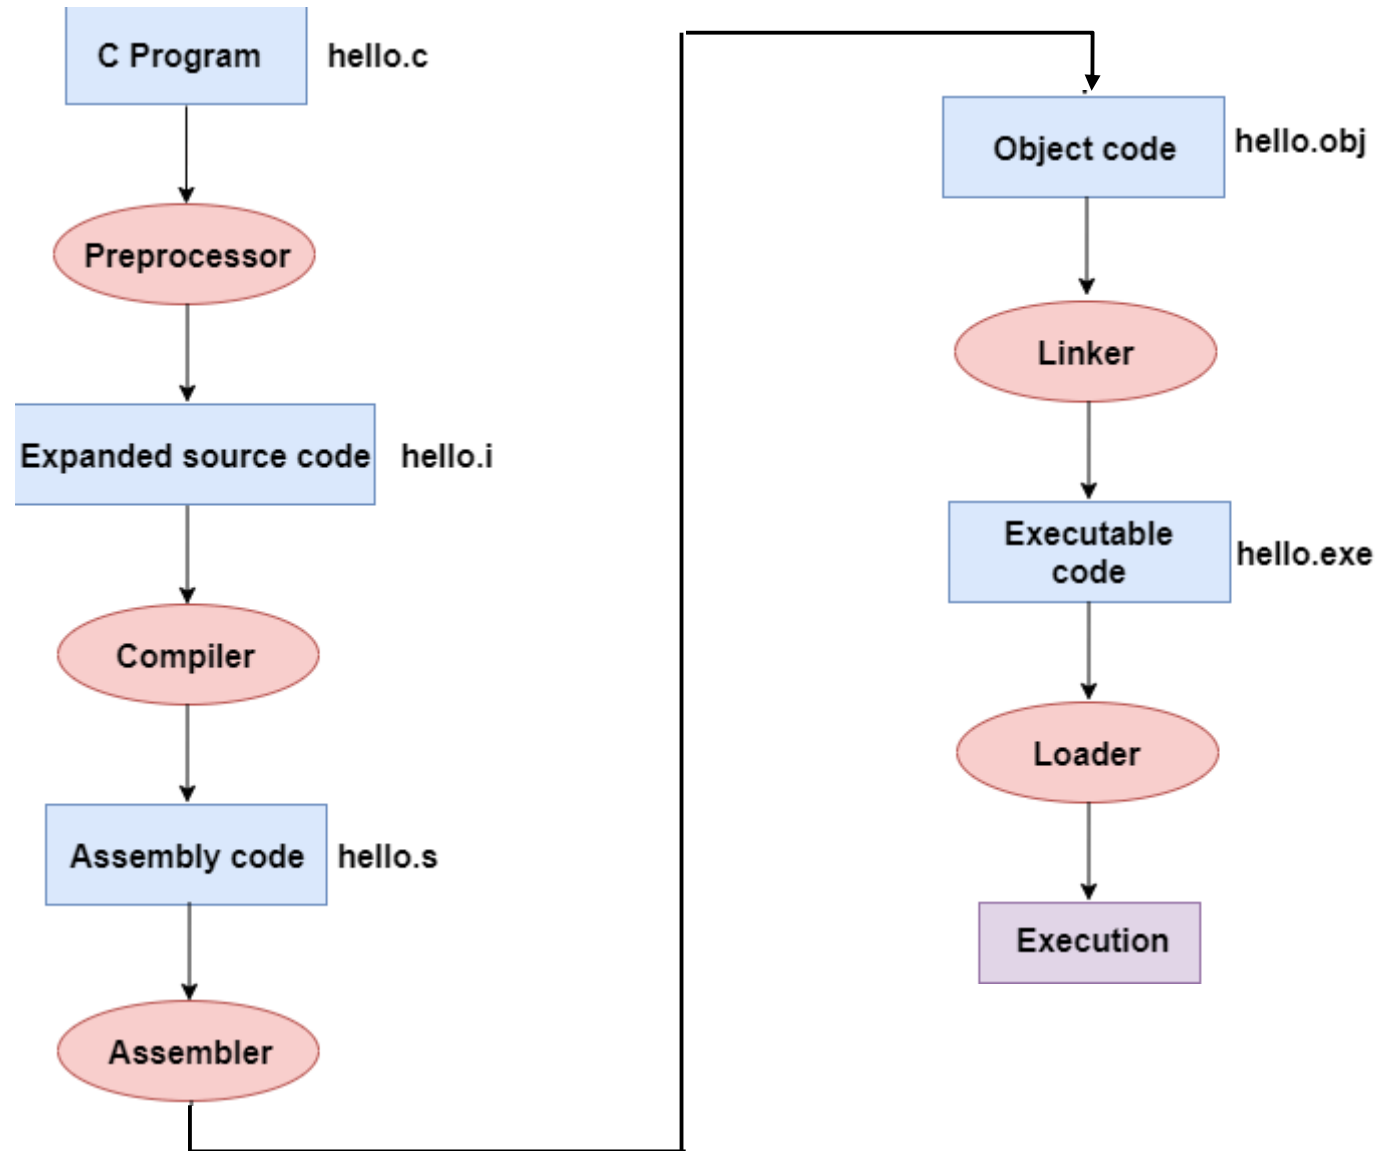 C Program hello.c
Preprocessor
Expanded source code hello.i
Compiler
Assembly code hello.s
Assembler
Object code hello.obj
Linker
Executable
code
hello.exe
Loader
Execution